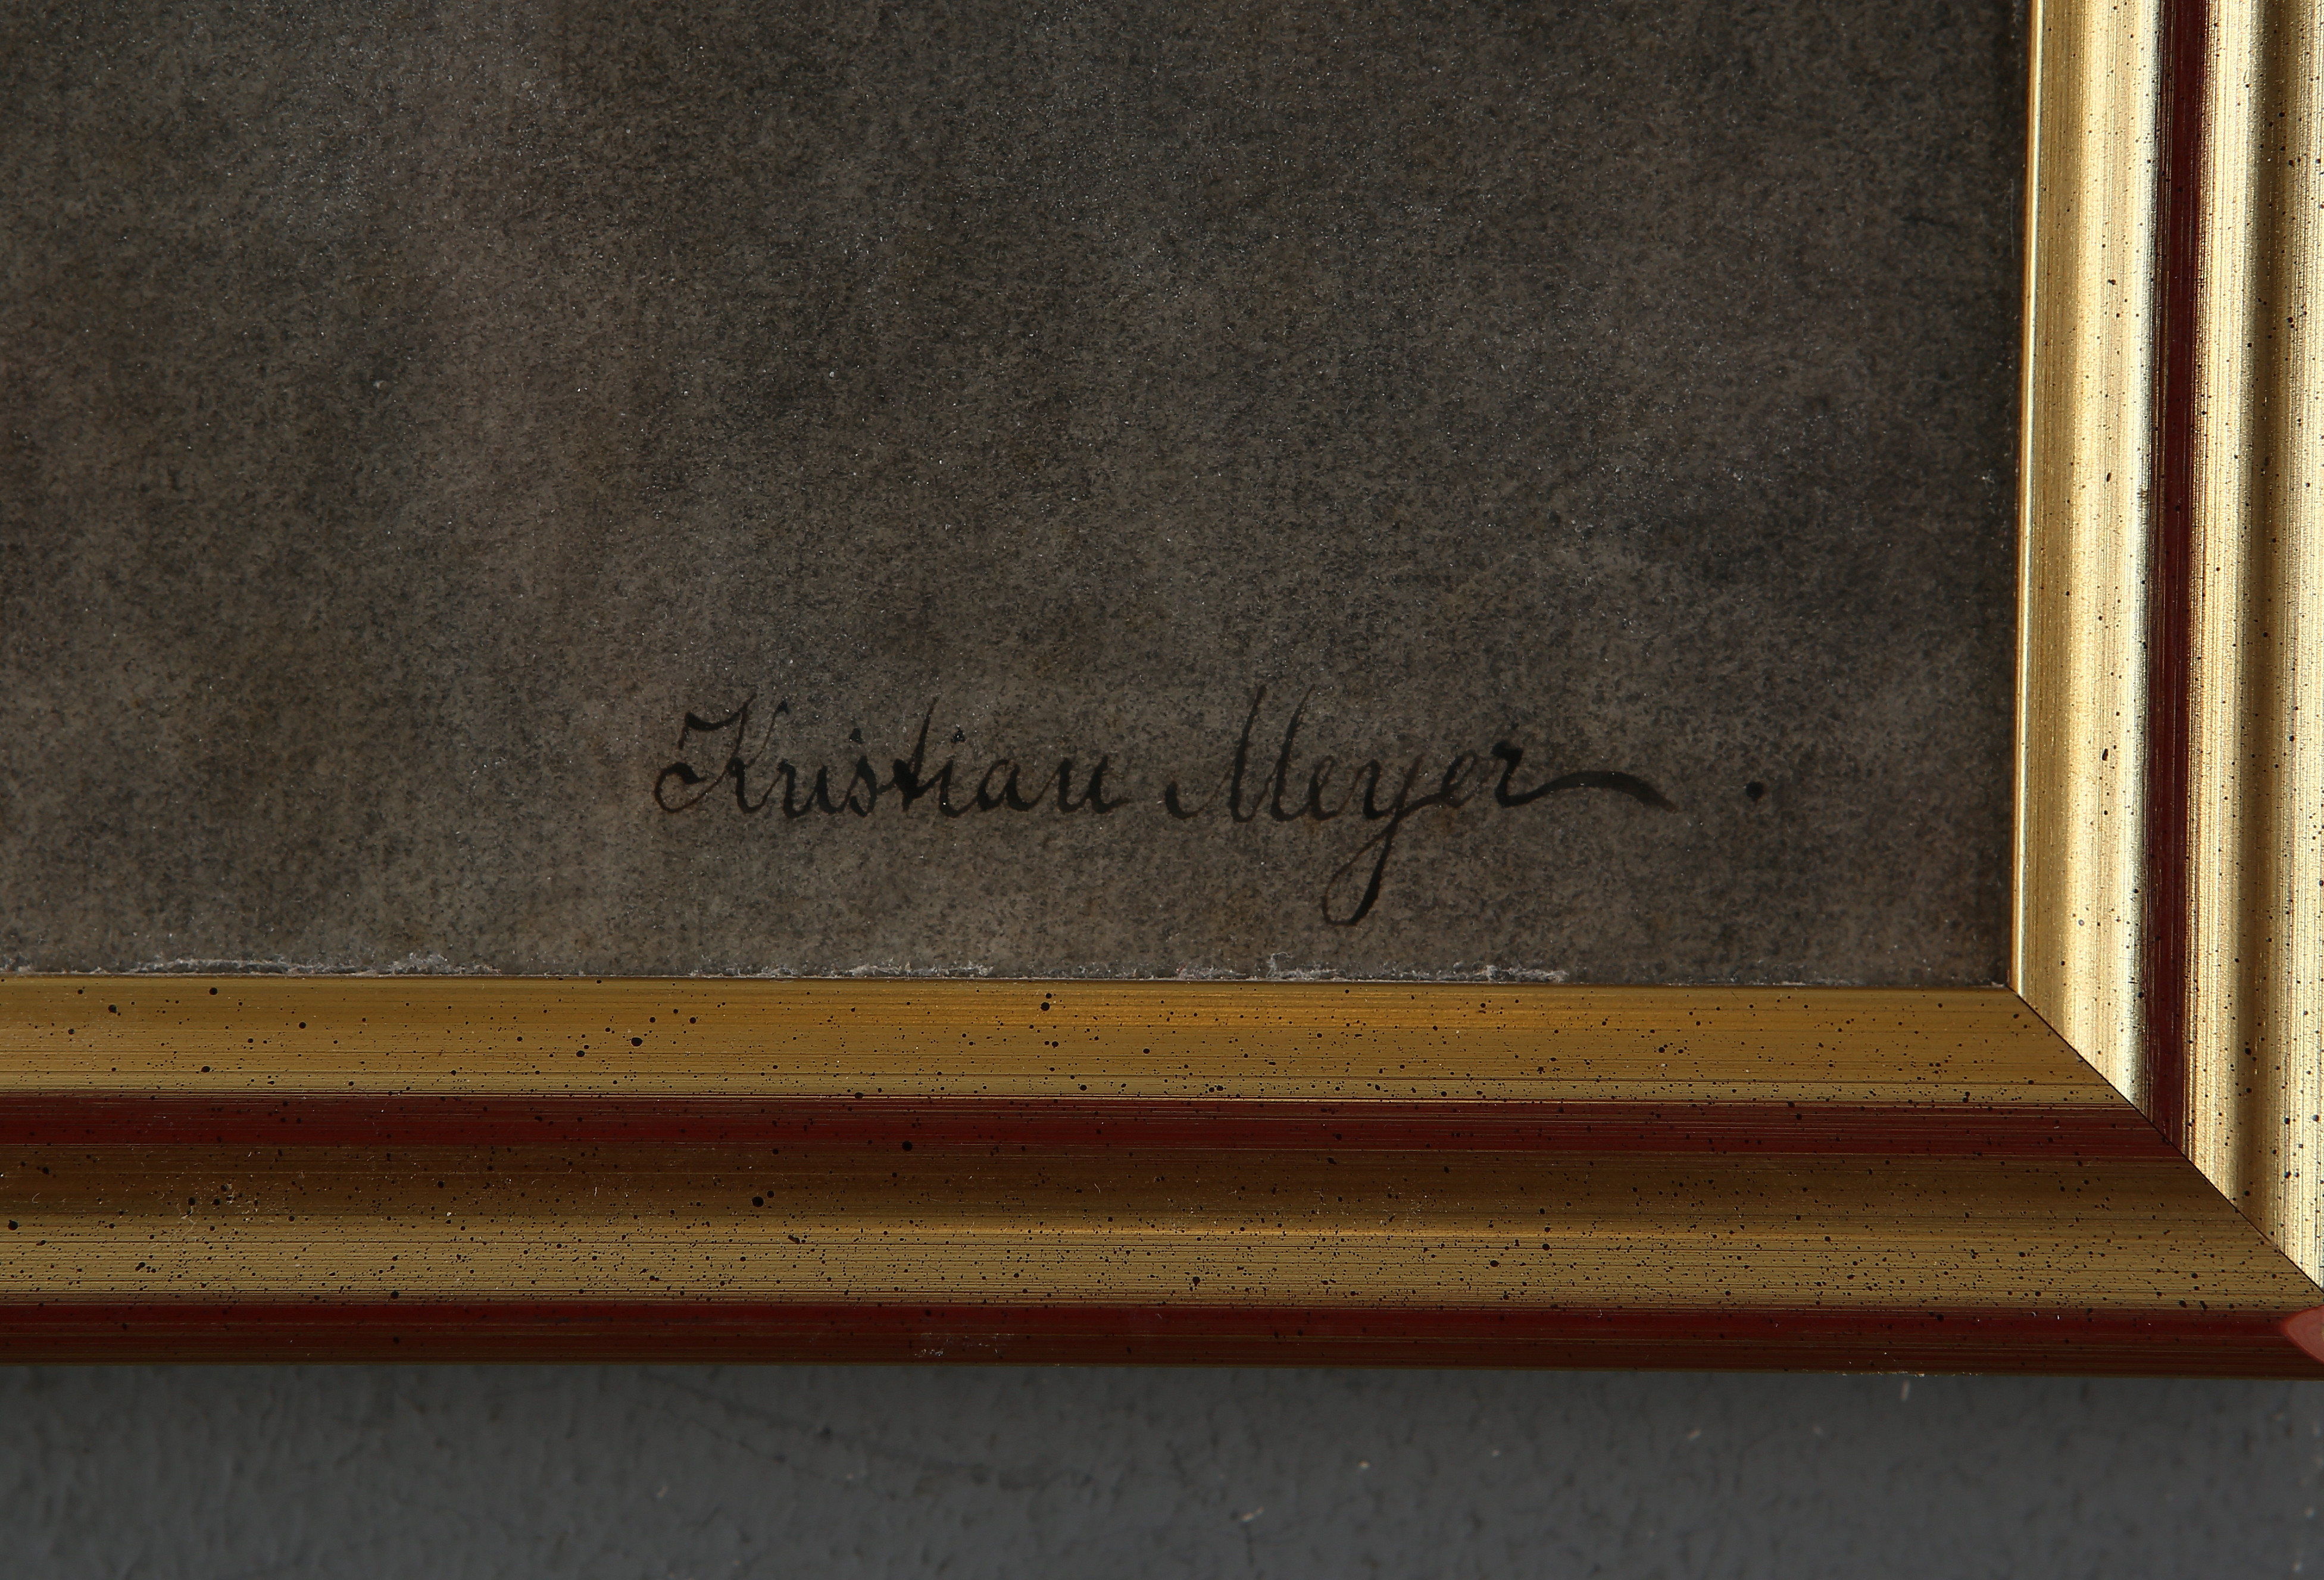 Kristian Meyer .